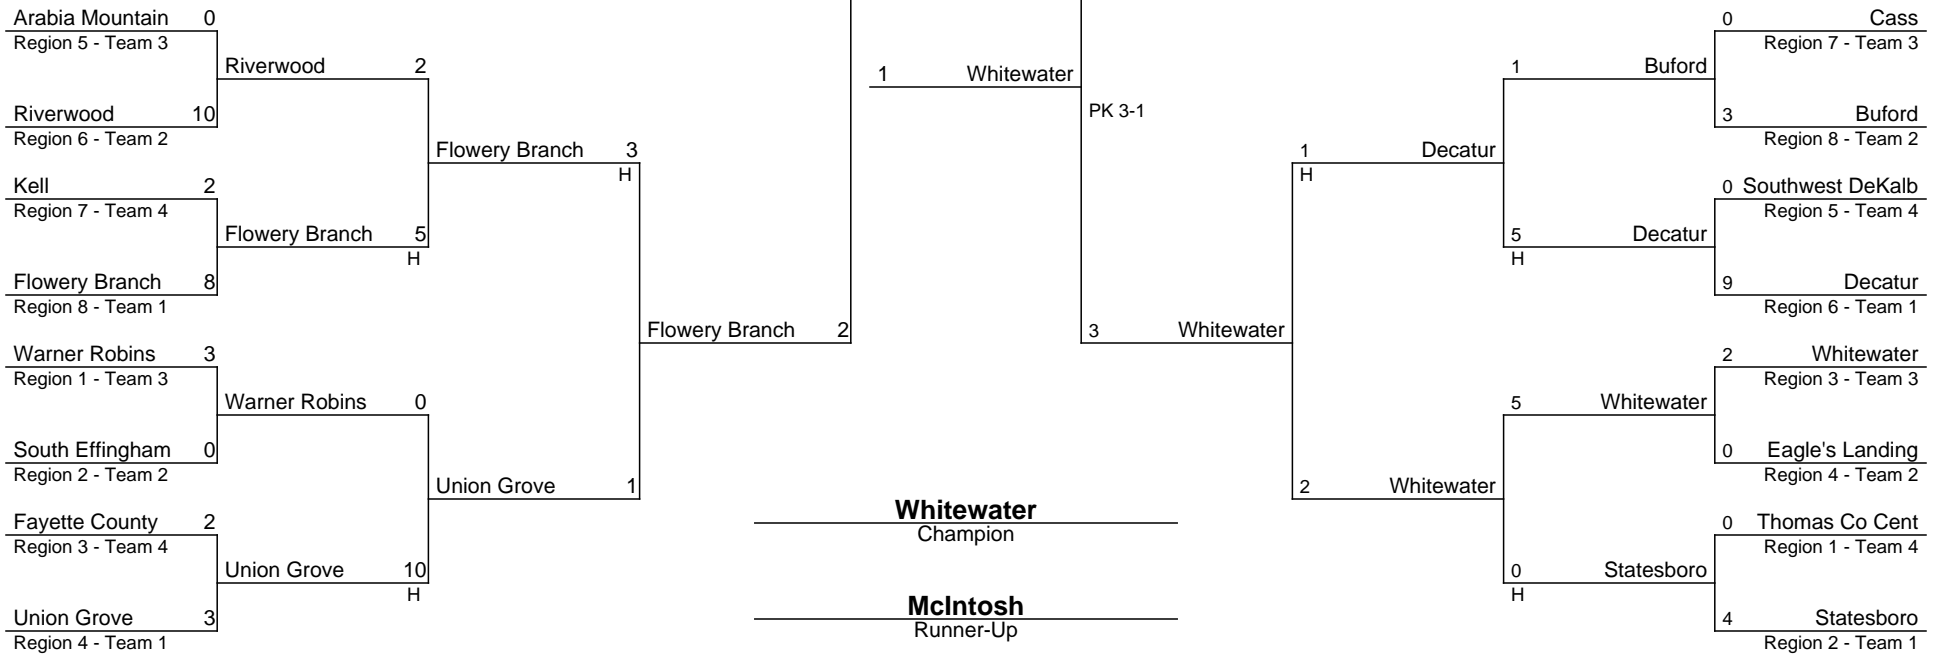 Arabia Mountain 0
Region 5 - Team 3
Riverwood 10
Region 6 - Team 2
Kell 2
Region 7 - Team 4
Flowery Branch 8
Region 8 - Team 1
Warner Robins 3
Region 1 - Team 3
South Effingham 0
Region 2 - Team 2
Fayette County 2
Region 3 - Team 4
Union Grove 3
Region 4 - Team 1
Riverwood 2
Flowery Branch 5
H
Warner Robins 0
Union Grove 10
H
Flowery Branch 3
H
Union Grove 1
Flowery Branch 2
1 Whitewater
PK 3-1
Whitewater
Champion
McIntosh
Runner-Up
3 Whitewater
1 Decatur
H
2 Whitewater
1 Buford
5 Decatur
H
5 Whitewater
0 Statesboro
H
0 Cass
Region 7 - Team 3
3 Buford
Region 8 - Team 2
0 Southwest DeKalb
Region 5 - Team 4
9 Decatur
Region 6 - Team 1
2 Whitewater
Region 3 - Team 3
0 Eagle's Landing
Region 4 - Team 2
0 Thomas Co Cent
Region 1 - Team 4
4 Statesboro
Region 2 - Team 1